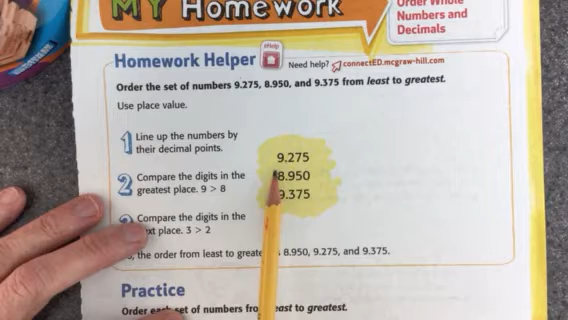 MY Homework
Order Whole
Numbers and
Decimals
Homework Helper
eHelp
Need help? connectED.mcgraw-hill.com
Order the set of numbers 9.275, 8.950, and 9.375 from least to greatest.
Use place value.
1 Line up the numbers by
their decimal points.
9.275
8.950
9.375
2 Compare the digits in the
greatest place. 9 > 8
Compare the digits in the
place. 3 > 2
the order from least to 8.950, 9.275, and 9.375.
Practice
Order set of numbers to greatest.